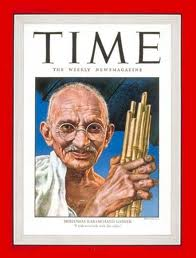 TIME
THE WEEKLY NEWSMAGAZINE
MOHANDAS KARAMCHAND GANDHI